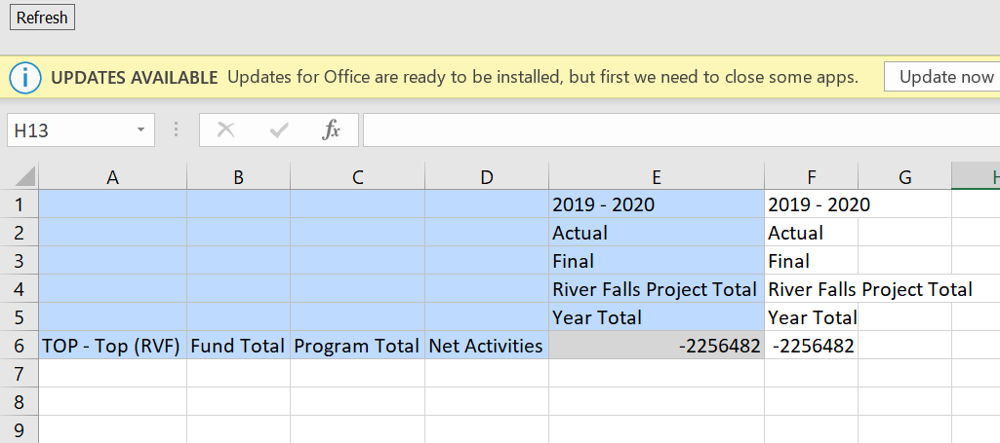 Refresh
UPDATES AVAILABLE Updates for Office are ready to be installed, but first we need to close some apps. Update now
H13 fx
A B C D E F G H
1 2019 - 2020 2019 - 2020
2 Actual Actual
3 Final Final
4 River Falls Project Total River Falls Project Total
5 Year Total Year Total
6 TOP - Top (RVF) Fund Total Program Total Net Activities -2256482 -2256482
7
8
9